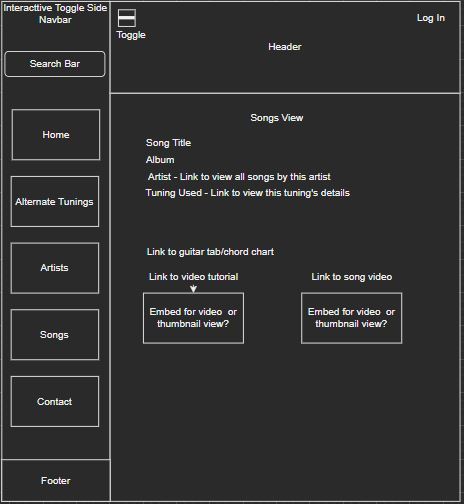 Interacttive Toggle Side
Navbar
Search Bar
Home
Alternate Tunings
Artists
Songs
Contact
Footer
Toggle
Log In
Header
Songs View
Song Title
Album
Artist - Link to view all songs by this artist
Tuning Used - Link to view this tuning's details
Link to guitar tab/chord chart
Link to video tutorial
Embed for video or
thumbnail view?
Link to song video
Embed for video or
thumbnail view?